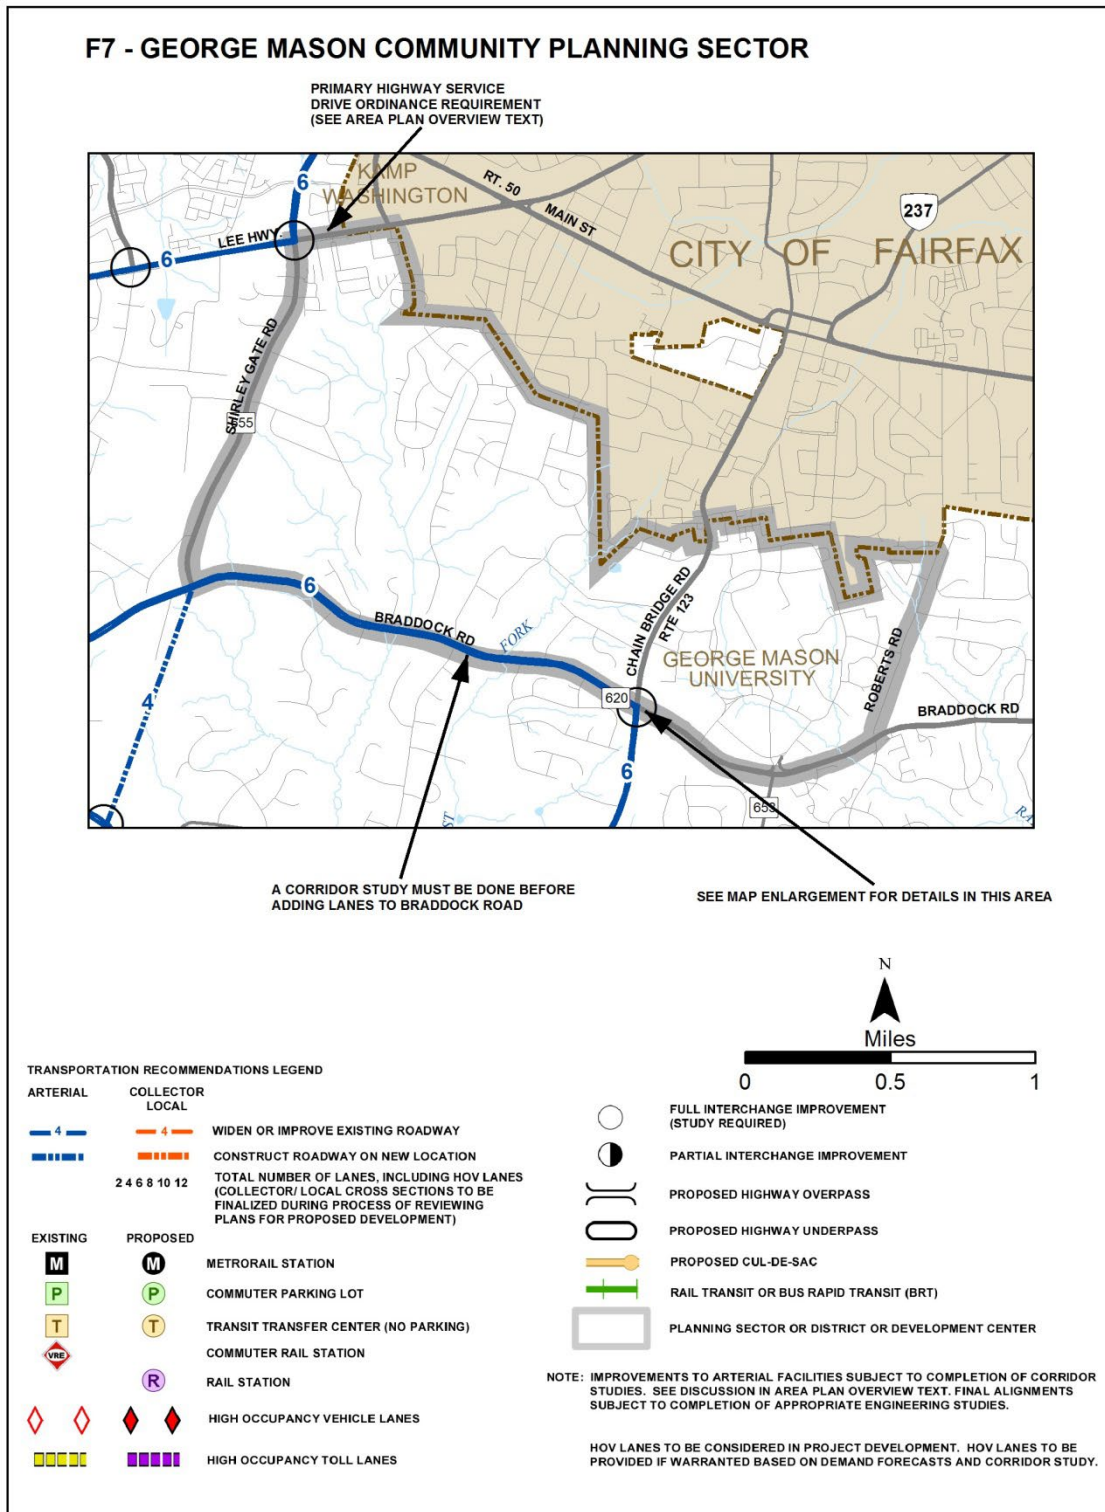 F7 - GEORGE MASON COMMUNITY PLANNING SECTOR
PRIMARY HIGHWAY SERVICE
DRIVE ORDINANCE REQUIREMENT
(SEE AREA PLAN OVERVIEW TEXT)
KAMP
WASHINGTON
6
RT. 50
MAIN ST
237
LEE HWY.
6
CITY OF FAIRFAX
SHIRLEY GATE RD
655
6
BRADDOCK RD
FORK
CHAIN BRIDGE RD
RTE 123
GEORGE MASON
UNIVERSITY
ROBERTS RD
620
BRADDOCK RD
4
6
653
ST
RA
A CORRIDOR STUDY MUST BE DONE BEFORE
ADDING LANES TO BRADDOCK ROAD
SEE MAP ENLARGEMENT FOR DETAILS IN THIS AREA
N
Miles
0 0.5 1
TRANSPORTATION RECOMMENDATIONS LEGEND
ARTERIAL
COLLECTOR
LOCAL
4 4 WIDEN OR IMPROVE EXISTING ROADWAY
CONSTRUCT ROADWAY ON NEW LOCATION
2 4 6 8 10 12 TOTAL NUMBER OF LANES, INCLUDING HOV LANES
(COLLECTOR/ LOCAL CROSS SECTIONS TO BE
FINALIZED DURING PROCESS OF REVIEWING
PLANS FOR PROPOSED DEVELOPMENT)
EXISTING PROPOSED
M M METRORAIL STATION
P P COMMUTER PARKING LOT
T T TRANSIT TRANSFER CENTER (NO PARKING)
VRE COMMUTER RAIL STATION
R RAIL STATION
HIGH OCCUPANCY VEHICLE LANES
HIGH OCCUPANCY TOLL LANES
FULL INTERCHANGE IMPROVEMENT
(STUDY REQUIRED)
PARTIAL INTERCHANGE IMPROVEMENT
PROPOSED HIGHWAY OVERPASS
PROPOSED HIGHWAY UNDERPASS
PROPOSED CUL-DE-SAC
RAIL TRANSIT OR BUS RAPID TRANSIT (BRT)
PLANNING SECTOR OR DISTRICT OR DEVELOPMENT CENTER
NOTE: IMPROVEMENTS TO ARTERIAL FACILITIES SUBJECT TO COMPLETION OF CORRIDOR
STUDIES. SEE DISCUSSION IN AREA PLAN OVERVIEW TEXT. FINAL ALIGNMENTS
SUBJECT TO COMPLETION OF APPROPRIATE ENGINEERING STUDIES.
HOV LANES TO BE CONSIDERED IN PROJECT DEVELOPMENT. HOV LANES TO BE
PROVIDED IF WARRANTED BASED ON DEMAND FORECASTS AND CORRIDOR STUDY.